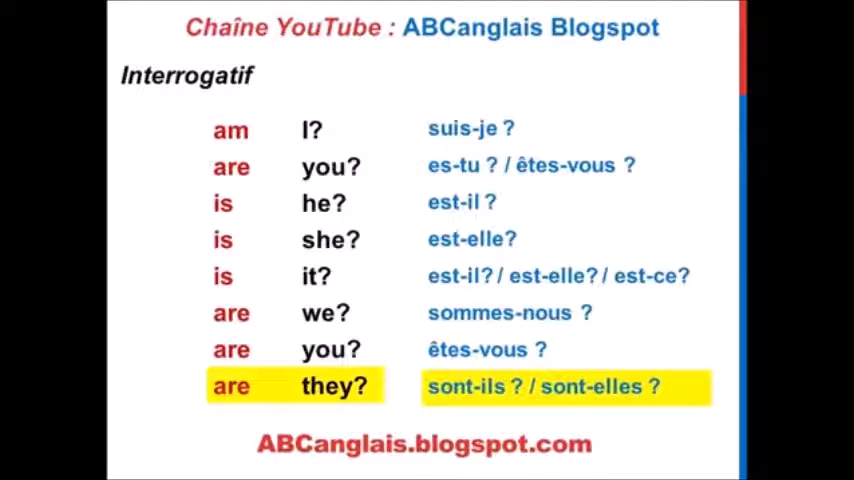 Chaîne YouTube : ABCanglais Blogspot
Interrogatif
am I? suis-je ?
are you? es-tu ? / êtes-vous ?
is he? est-il ?
is she? est-elle?
is it? est-il? / est-elle? / est-ce?
are we? sommes-nous ?
are you? êtes-vous ?
are they? sont-ils ? / sont-elles ?
ABCanglais.blogspot.com